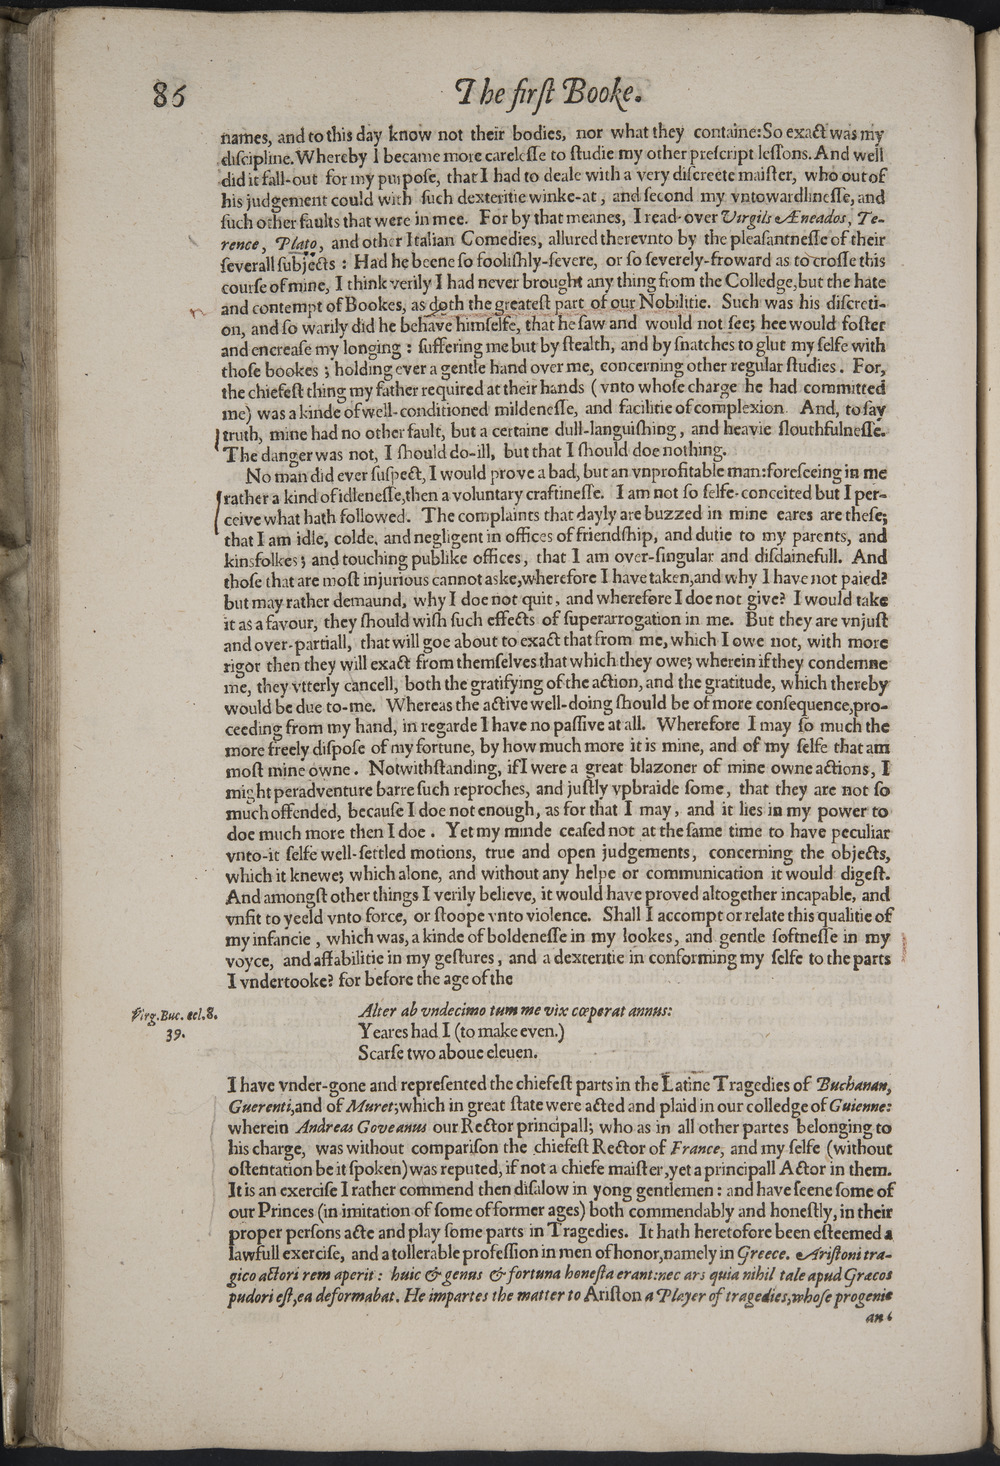 86
The firſt Booke.
names, and to this day know not their bodies, nor what they containe: So exact was my
diſcipline. Whereby I became more careleſſe to ſtudie my other preſcript leſſons. And well
did it fall-out for my purpoſe, that I had to deale with a very diſcreete maiſter, who out of
his judgement could with ſuch dexteritie winke-at, and ſecond my vntowardlineſſe, and
ſuch other faults that were in mee. For by that meanes, I read-over Virgils Æneados, Te-
rence, Plato, and other Italian Comedies, allured therevnto by the pleaſantneſſe of their
ſeverall ſubjects: Had he beene ſo fooliſhly-ſevere, or ſo ſeverely-froward as to croſſe this
courſe of mine, I think verily I had never brought any thing from the Colledge, but the hate
and contempt of Bookes, as doth the greateſt part of our Nobilitie. Such was his diſcreti-
on, and ſo warily did he behave himſelfe, that he ſaw and would not ſee; hee would foſter
and encreaſe my longing: ſuffering me but by ſtealth, and by ſnatches to glut my ſelfe with
thoſe bookes; holding ever a gentle hand over me, concerning other regular ſtudies. For,
the chiefeſt thing my father required at their hands (vnto whoſe charge he had committed
me) was a kinde of well-conditioned mildeneſſe, and facilitie of complexion. And, to ſay
truth, mine had no other fault, but a certaine dull-languiſhing, and heavie ſlouthfulneſſe.
The danger was not, I ſhould do-ill, but that I ſhould doe nothing.
No man did ever ſuſpect, I would prove a bad, but an vnprofitable man: foreſeeing in me
rather a kind of idleneſſe, then a voluntary craftineſſe. I am not ſo ſelfe-conceited but I per-
ceive what hath followed. The complaints that dayly are buzzed in mine eares are theſe;
that I am idle, colde, and negligent in offices of friendſhip, and dutie to my parents, and
kinsfolkes; and touching publike offices, that I am over-ſingular and diſdainefull. And
thoſe that are moſt injurious cannot aske, wherefore I have taken, and why I have not paied?
but may rather demaund, why I doe not quit, and wherefore I doe not give? I would take
it as a favour, they ſhould wiſh ſuch effects of ſuperarrogation in me. But they are vnjuſt
and over-partiall, that will goe about to exact that from me, which I owe not, with more
rigor then they will exact from themſelves that which they owe; wherein if they condemne
me, they vtterly cancell, both the gratifying of the action, and the gratitude, which thereby
would be due to-me. Whereas the active well-doing ſhould be of more conſequence, pro-
ceeding from my hand, in regarde I have no paſſive at all. Wherefore I may ſo much the
more freely diſpoſe of my fortune, by how much more it is mine, and of my ſelfe that am
moſt mine owne. Notwithſtanding, if I were a great blazoner of mine owne actions, I
might peradventure barre ſuch reproches, and juſtly vpbraide ſome, that they are not ſo
much offended, becauſe I doe not enough, as for that I may, and it lies in my power to
doe much more then I doe. Yet my minde ceaſed not at the ſame time to have peculiar
vnto-it ſelfe well-ſettled motions, true and open judgements, concerning the objects,
which it knewe; which alone, and without any helpe or communication it would digeſt.
And amongſt other things I verily believe, it would have proved altogether incapable, and
vnfit to yeeld vnto force, or ſtoope vnto violence. Shall I accompt or relate this qualitie of
my infancie, which was, a kinde of boldeneſſe in my lookes, and gentle ſoftneſſe in my
voyce, and affabilitie in my geſtures, and a dexteritie in conforming my ſelfe to the parts
I vndertooke? for before the age of the
Virg. Buc. ecl. 8.
39.
Alter ab vndecimo tum me vix cœperat annus:
Yeares had I (to make even.)
Scarſe two aboue eleuen.
I have vnder-gone and repreſented the chiefeſt parts in the Latine Tragedies of Buchanan,
Guerenti, and of Muret; which in great ſtate were acted and plaid in our colledge of Guienne:
wherein Andreas Goveanus our Rector principall; who as in all other partes belonging to
his charge, was without compariſon the chiefeſt Rector of France, and my ſelfe (without
oſtentation be it ſpoken) was reputed, if not a chiefe maiſter, yet a principall Actor in them.
It is an exerciſe I rather commend then diſalow in yong gentlemen: and have ſeene ſome of
our Princes (in imitation of ſome of former ages) both commendably and honeſtly, in their
proper perſons acte and play ſome parts in Tragedies. It hath heretofore been eſteemed a
lawfull exerciſe, and a tollerable profeſſion in men of honor, namely in Greece. Ariſtoni tra-
gico actori rem aperit: huic & genus & fortuna honeſta erant: nec ars quia nihil tale apud Græcos
pudori eſt, ea deformabat. He impartes the matter to Ariſton a Player of tragedies, whoſe progenie
an